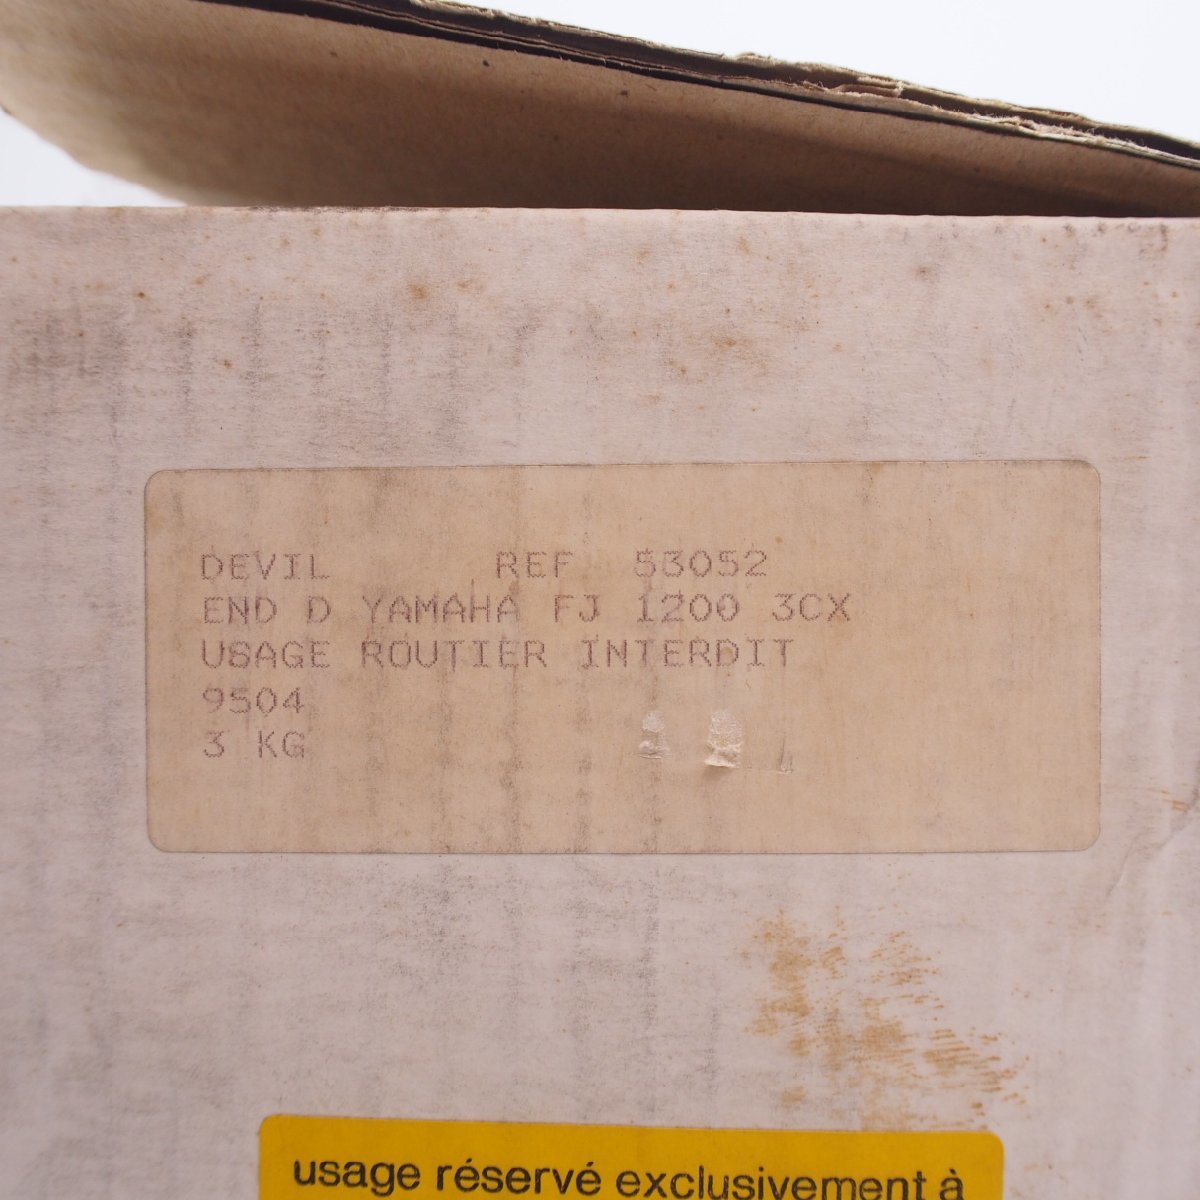 DEVIL REF 53052
END D YAMAHA FJ 1200 3CX
USAGE ROUTIER INTERDIT
9504
3 KG
usage réservé exclusivement à